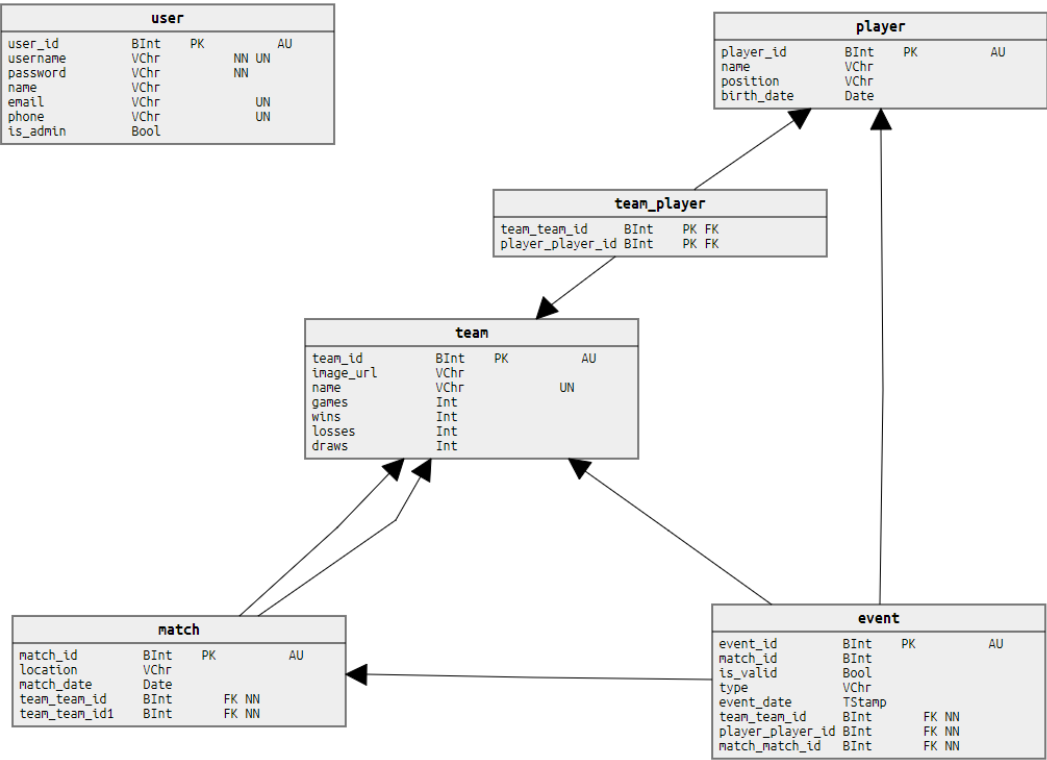 user
user_id BInt PK AU
username VChr NN UN
password VChr NN
name VChr
email VChr UN
phone VChr UN
is_admin Bool
player
player_id BInt PK AU
name VChr
position VChr
birth_date Date
team_player
team_team_id BInt PK FK
player_player_id BInt PK FK
team
team_id BInt PK AU
image_url VChr
name VChr UN
games Int
wins Int
losses Int
draws Int
match
match_id BInt PK AU
location VChr
match_date Date
team_team_id BInt FK NN
team_team_id1 BInt FK NN
event
event_id BInt PK AU
match_id BInt
is_valid Bool
type VChr
event_date TStamp
team_team_id BInt FK NN
player_player_id BInt FK NN
match_match_id BInt FK NN